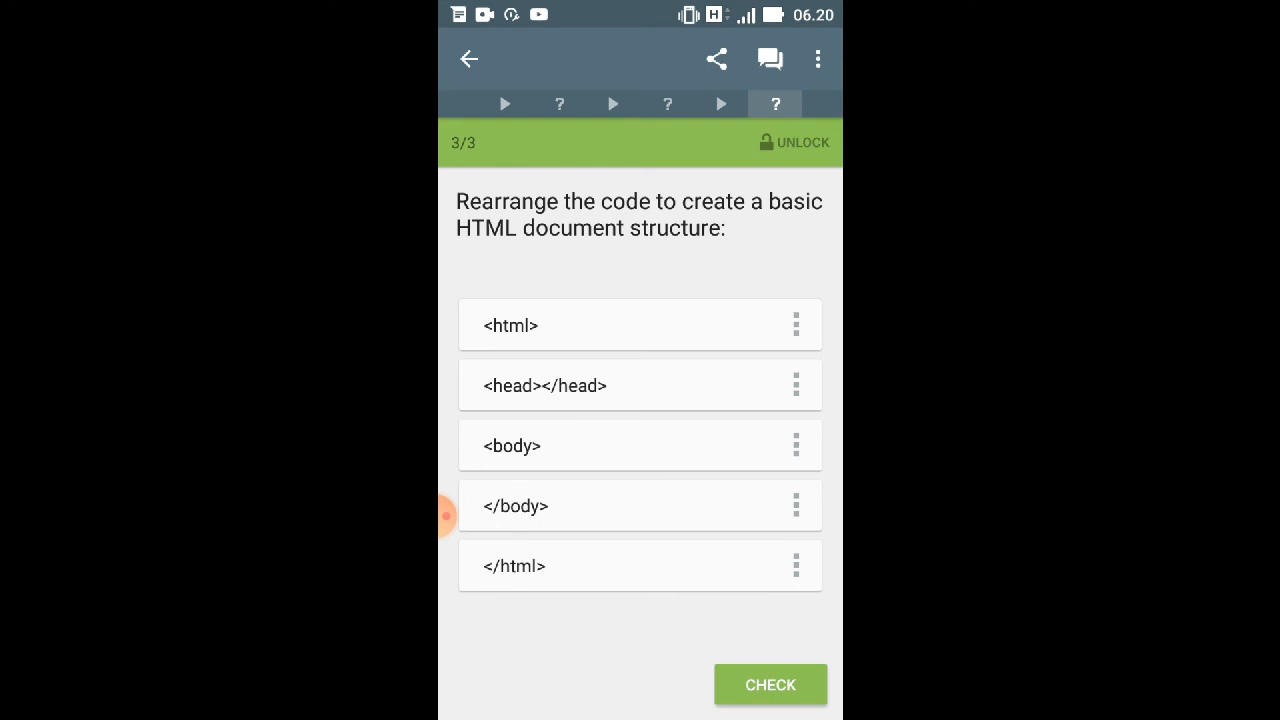 06.20
?
?
?
3/3
UNLOCK
Rearrange the code to create a basic
HTML document structure:
<html>
<head></head>
<body>
</body>
</html>
CHECK